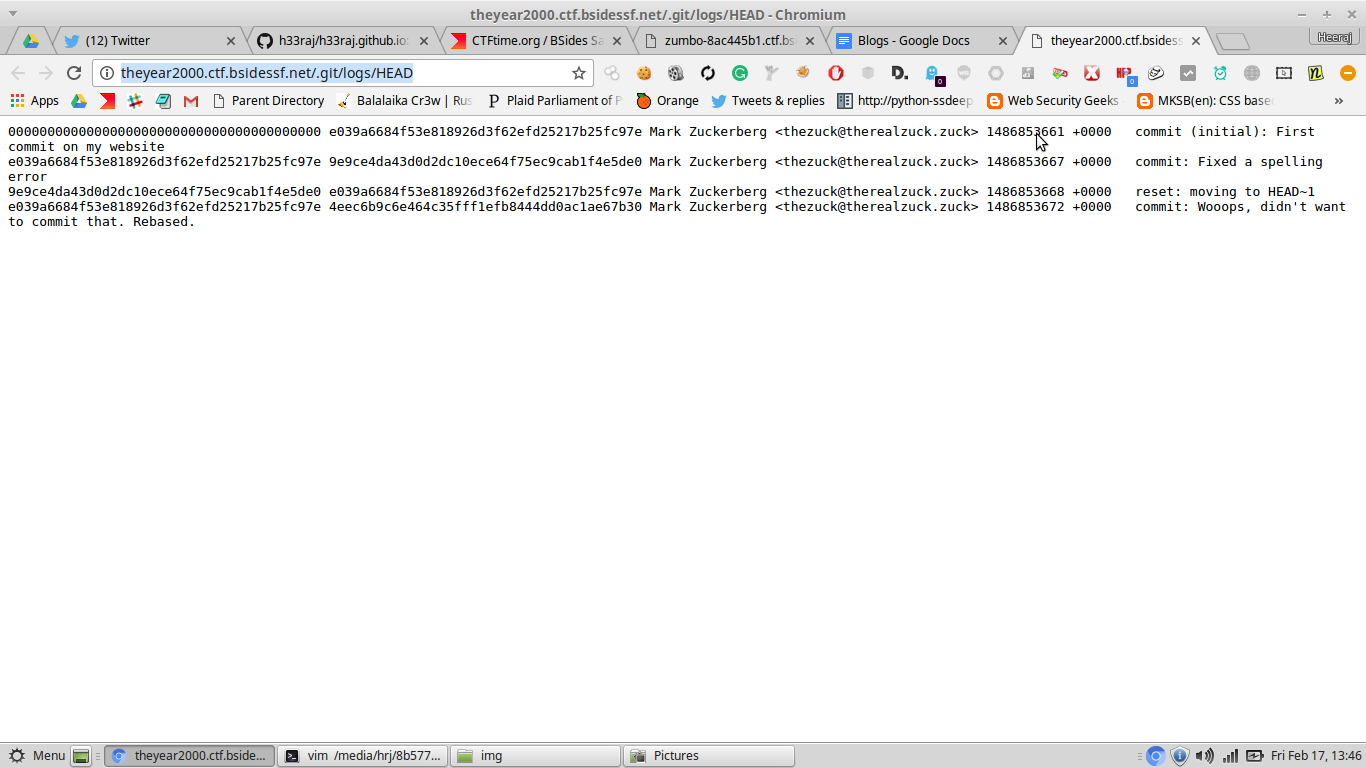 theyear2000.ctf.bsidessf.net/.git/logs/HEAD - Chromium
(12) Twitter
h33raj/h33raj.github.io:
CTFtime.org / BSides Sa
zumbo-8ac445b1.ctf.bs
Blogs - Google Docs
theyear2000.ctf.bsidess
Heeraj
theyear2000.ctf.bsidessf.net/.git/logs/HEAD
Apps
Parent Directory
Balalaika Cr3w | Rus
Plaid Parliament of P
Orange
Tweets & replies
http://python-ssdeep
Web Security Geeks
MKSB(en): CSS base
»
0000000000000000000000000000000000000000 e039a6684f53e818926d3f62efd25217b25fc97e Mark Zuckerberg <thezuck@therealzuck.zuck> 1486853661 +0000 commit (initial): First
commit on my website
e039a6684f53e818926d3f62efd25217b25fc97e 9e9ce4da43d0d2dc10ece64f75ec9cab1f4e5de0 Mark Zuckerberg <thezuck@therealzuck.zuck> 1486853667 +0000 commit: Fixed a spelling
error
9e9ce4da43d0d2dc10ece64f75ec9cab1f4e5de0 e039a6684f53e818926d3f62efd25217b25fc97e Mark Zuckerberg <thezuck@therealzuck.zuck> 1486853668 +0000 reset: moving to HEAD~1
e039a6684f53e818926d3f62efd25217b25fc97e 4eec6b9c6e464c35fff1efb8444dd0ac1ae67b30 Mark Zuckerberg <thezuck@therealzuck.zuck> 1486853672 +0000 commit: Wooops, didn't want
to commit that. Rebased.
Menu
theyear2000.ctf.bside...
vim /media/hrj/8b577...
img
Pictures
Fri Feb 17, 13:46